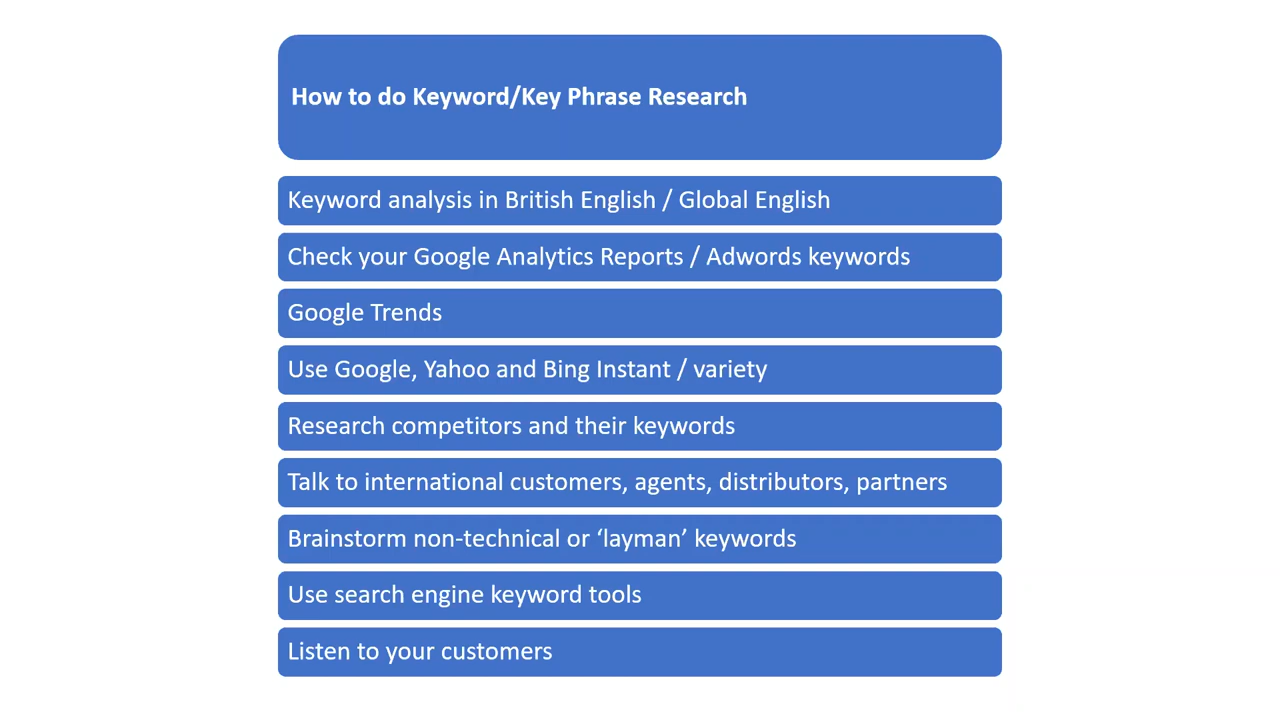 How to do Keyword/Key Phrase Research
Keyword analysis in British English / Global English
Check your Google Analytics Reports / Adwords keywords
Google Trends
Use Google, Yahoo and Bing Instant / variety
Research competitors and their keywords
Talk to international customers, agents, distributors, partners
Brainstorm non-technical or ‘layman’ keywords
Use search engine keyword tools
Listen to your customers